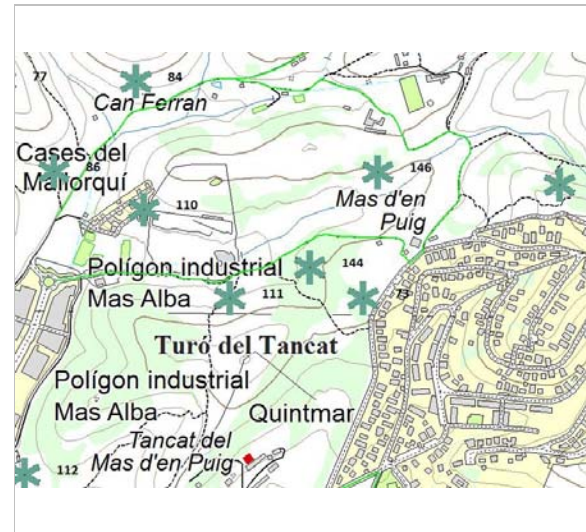 77
84
Can Ferran
Cases del
Mallorquí
86
146
110
Mas d'en
Puig
Polígon industrial
Mas Alba
144
111
73
Turó del Tancat
Polígon industrial
Mas Alba
Quintmar
Tancat del
Mas d'en Puig
112